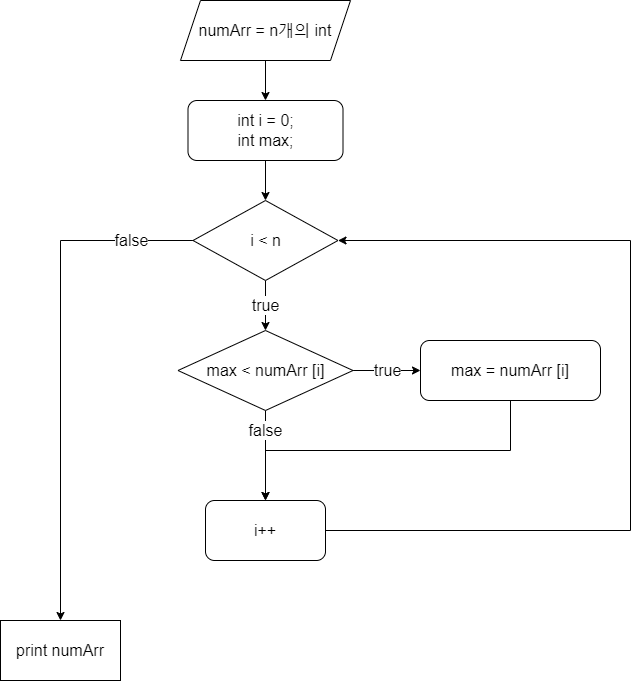 numArr = n개의 int
int i = 0;
int max;
i < n
false
true
max < numArr [i]
true
max = numArr [i]
false
i++
print numArr